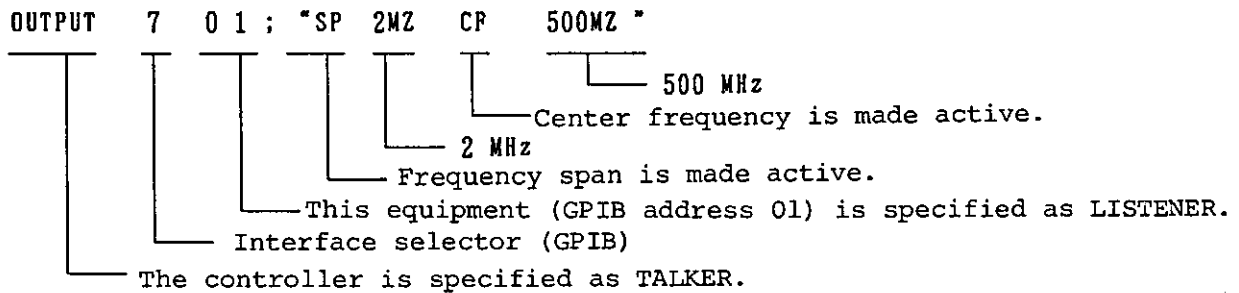 OUTPUT 7 0 1 ; "SP 2MZ CF 500MZ "
500 MHz
Center frequency is made active.
2 MHz
Frequency span is made active.
This equipment (GPIB address 01) is specified as LISTENER.
Interface selector (GPIB)
The controller is specified as TALKER.